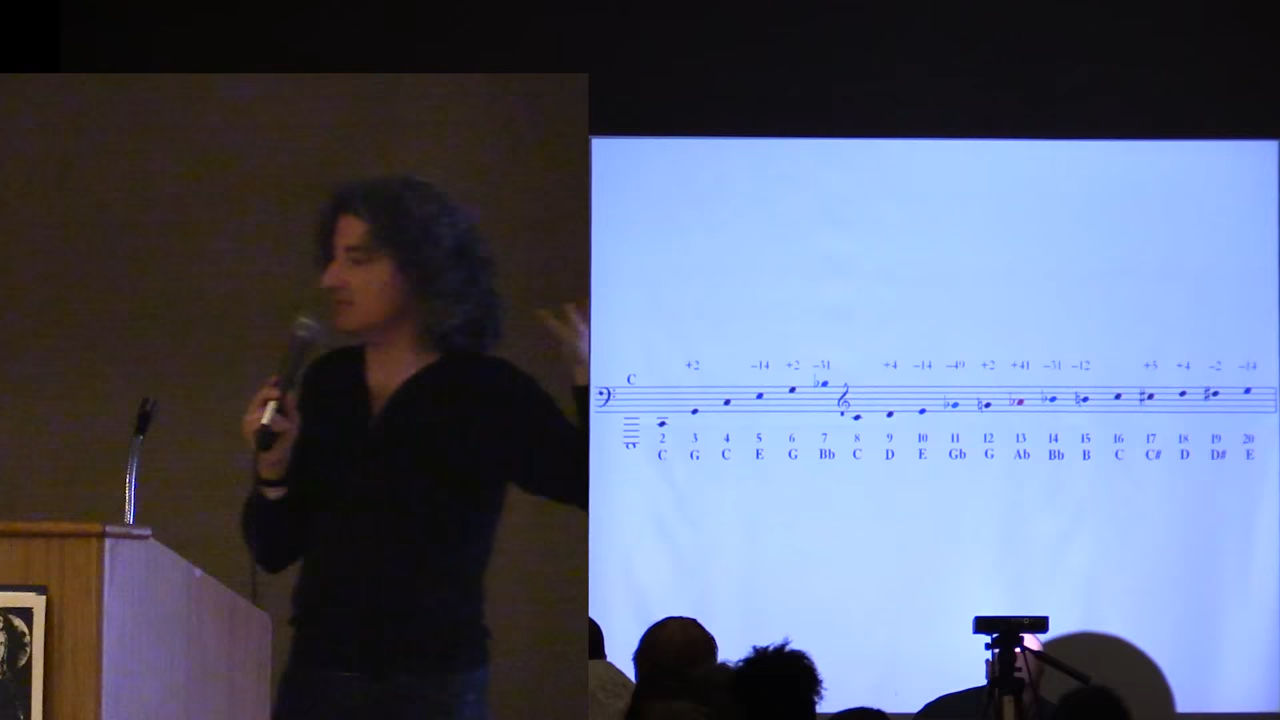 +2 −14 +2 −31 +4 −14 −49 +2 +41 −31 −12 +5 +4 −2 −14
C
2 3 4 5 6 7 8 9 10 11 12 13 14 15 16 17 18 19 20
C G C E G Bb C D E Gb G Ab Bb B C C# D D# E